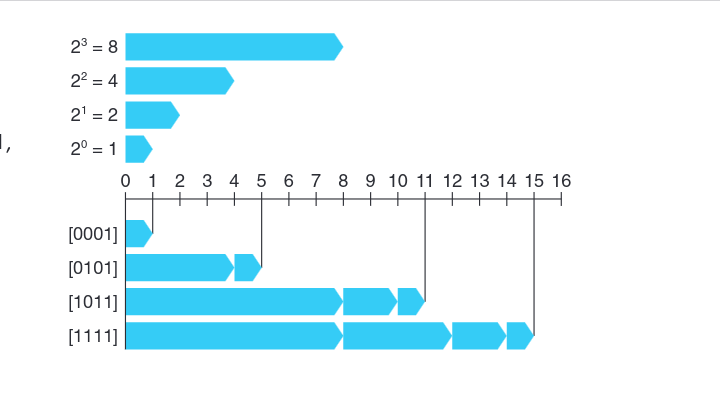 2³ = 8
2² = 4
2¹ = 2
l,
2⁰ = 1
0 1 2 3 4 5 6 7 8 9 10 11 12 13 14 15 16
[0001]
[0101]
[1011]
[1111]